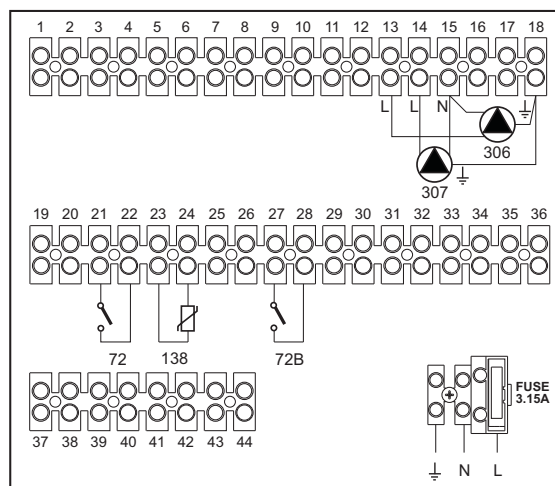 1 2 3 4 5 6 7 8 9 10 11 12 13 14 15 16 17 18
L L N
306
307
19 20 21 22 23 24 25 26 27 28 29 30 31 32 33 34 35 36
72 138 72B
FUSE
3.15A
37 38 39 40 41 42 43 44
N L